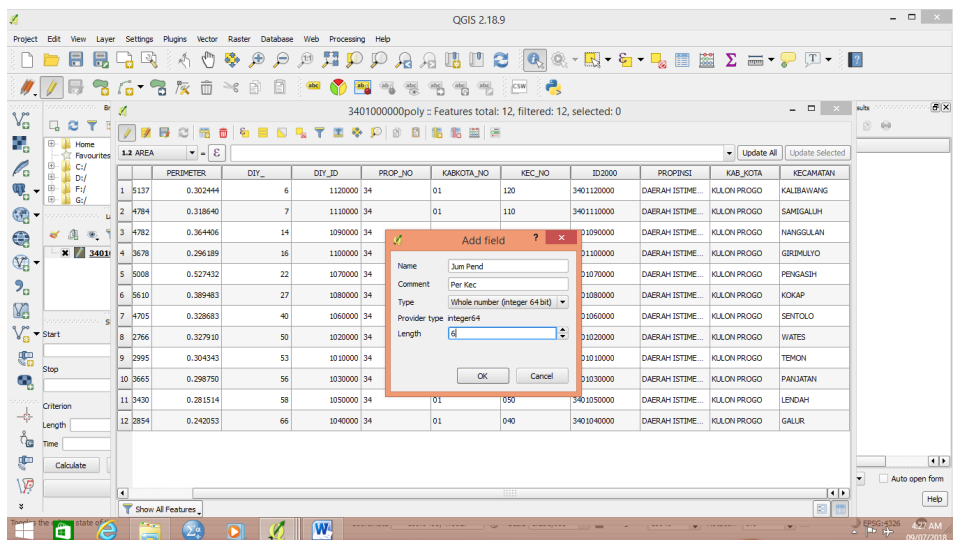 QGIS 2.18.9
Project Edit View Layer Settings Plugins Vector Raster Database Web Processing Help
3401000000poly :: Features total: 12, filtered: 12, selected: 0
Home
Favourites
C:/
D:/
F:/
G:/
1.2 AREA = ε Update All Update Selected
PERIMETER DIY_ DIY_ID PROP_NO KABKOTA_NO KEC_NO ID2000 PROPINSI KAB_KOTA KECAMATAN
1 5137 0.302444 6 1120000 34 01 120 3401120000 DAERAH ISTIME... KULON PROGO KALIBAWANG
2 4784 0.318640 7 1110000 34 01 110 3401110000 DAERAH ISTIME... KULON PROGO SAMIGALUH
3 4782 0.364406 14 1090000 34 01090000 DAERAH ISTIME... KULON PROGO NANGGULAN
4 3678 0.296189 16 1100000 34 01100000 DAERAH ISTIME... KULON PROGO GIRIMULYO
5 5008 0.527432 22 1070000 34 01070000 DAERAH ISTIME... KULON PROGO PENGASIH
6 5610 0.389483 27 1080000 34 01080000 DAERAH ISTIME... KULON PROGO KOKAP
7 4705 0.328683 40 1060000 34 01060000 DAERAH ISTIME... KULON PROGO SENTOLO
8 2766 0.327910 50 1020000 34 01020000 DAERAH ISTIME... KULON PROGO WATES
9 2995 0.304343 53 1010000 34 01010000 DAERAH ISTIME... KULON PROGO TEMON
10 3665 0.298750 56 1030000 34 01030000 DAERAH ISTIME... KULON PROGO PANJATAN
11 3430 0.281514 58 1050000 34 01 050 3401050000 DAERAH ISTIME... KULON PROGO LENDAH
12 2854 0.242053 66 1040000 34 01 040 3401040000 DAERAH ISTIME... KULON PROGO GALUR
Add field ? ×
Name Jum Pend
Comment Per Kec
Type Whole number (integer 64 bit)
Provider type integer64
Length 6
OK Cancel
3401
Start
Stop
Criterion
Length
Time
Calculate
Show All Features
Auto open form
Help
EPSG:4326
4:27 AM
09/07/2018